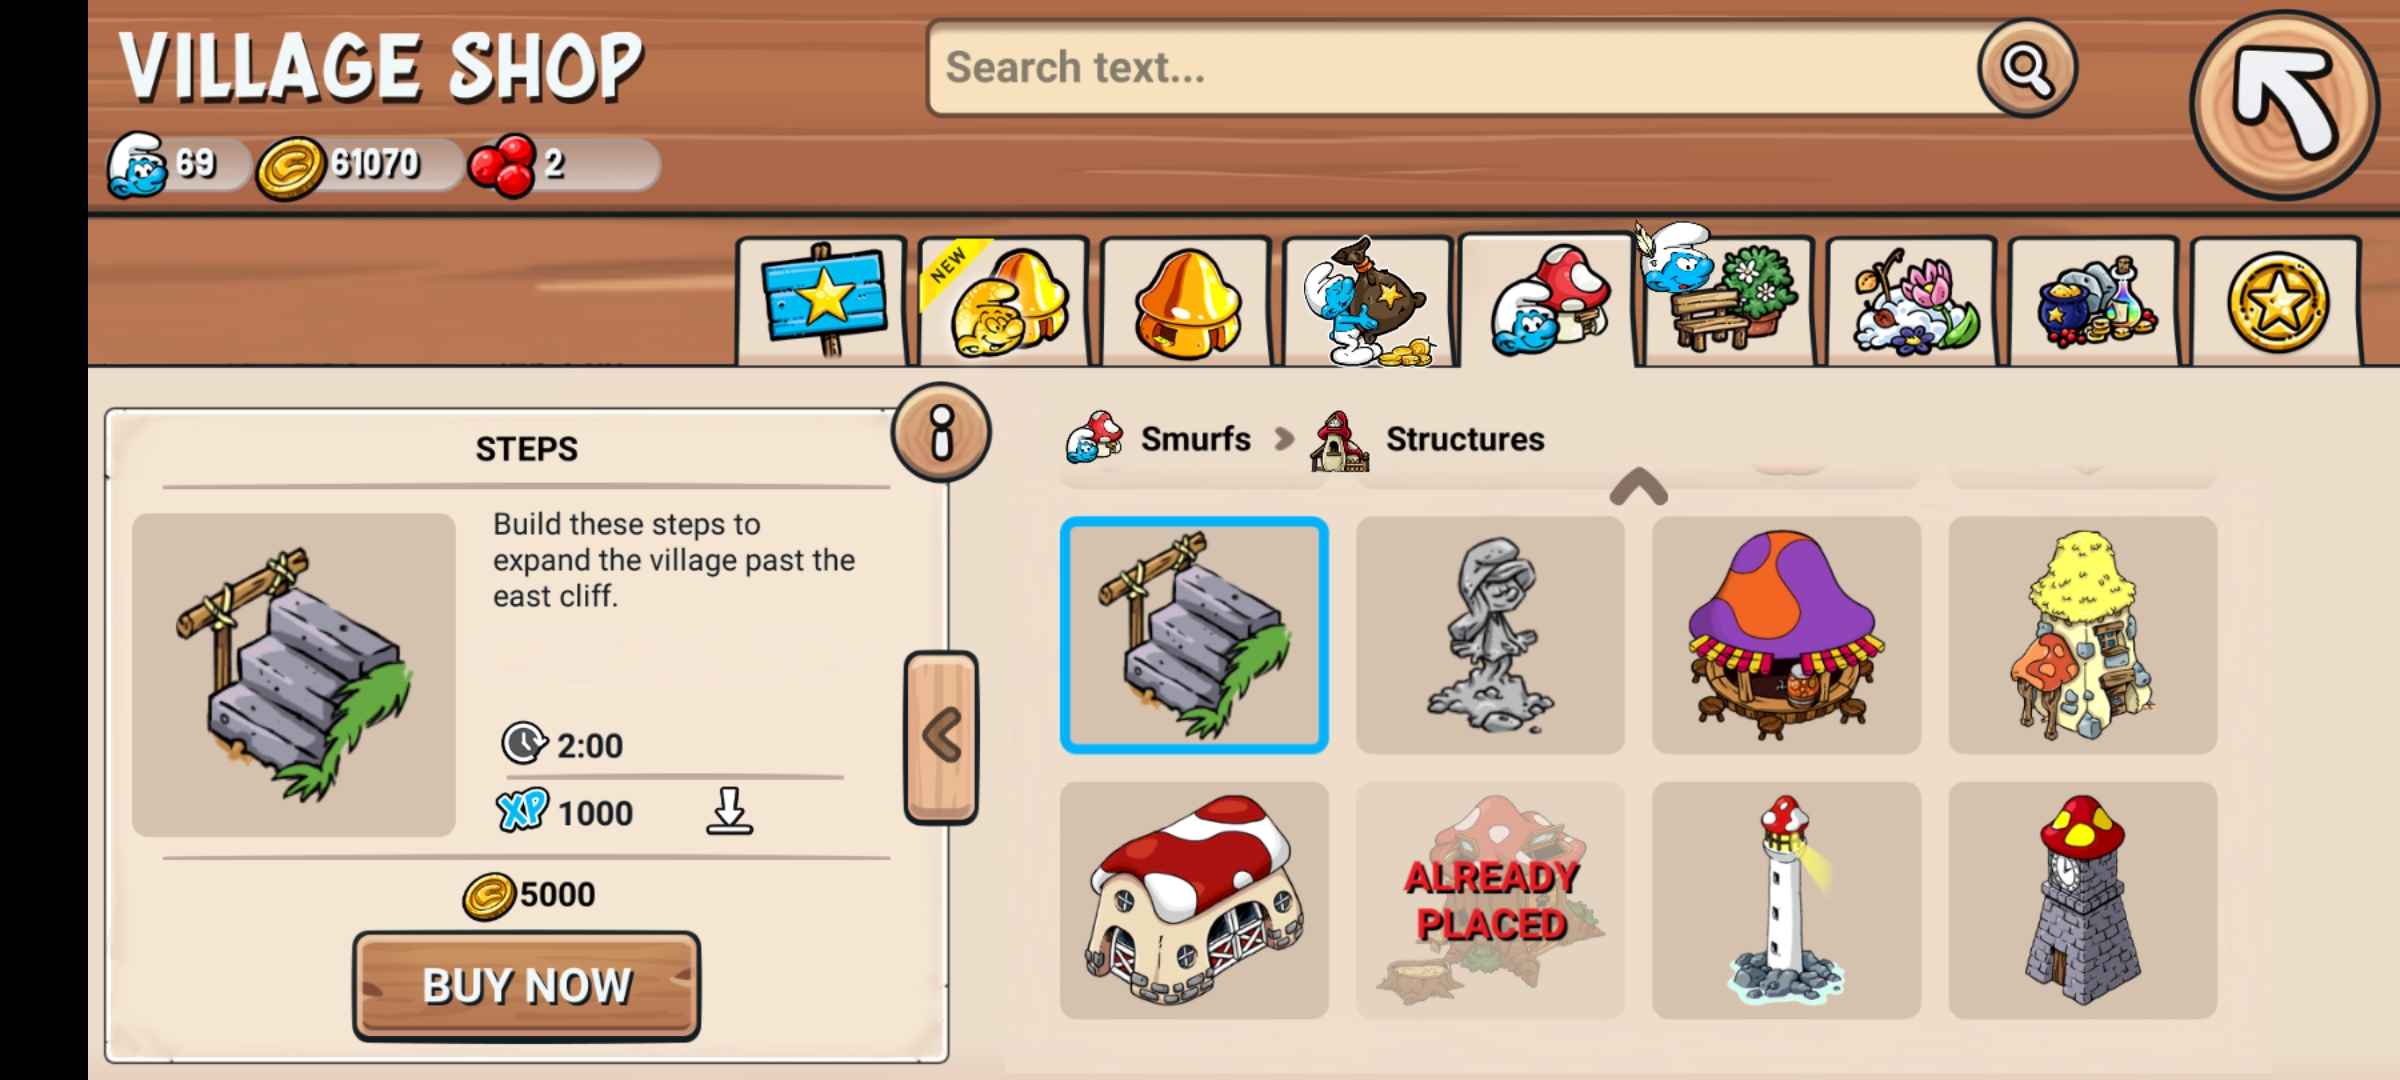 VILLAGE SHOP
Search text...
69
61070
2
NEW
STEPS
Build these steps to
expand the village past the
east cliff.
2:00
XP 1000
5000
BUY NOW
Smurfs
Structures
ALREADY
PLACED